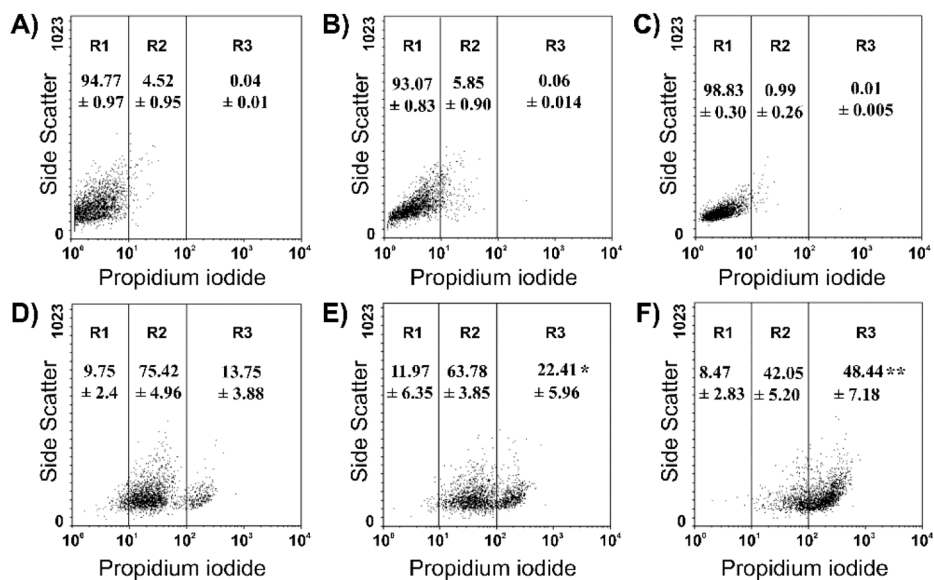 A)
1023
Side Scatter
0
R1 R2 R3
94.77 4.52 0.04
± 0.97 ± 0.95 ± 0.01
10⁰ 10¹ 10² 10³ 10⁴
Propidium iodide
B)
1023
Side Scatter
0
R1 R2 R3
93.07 5.85 0.06
± 0.83 ± 0.90 ± 0.014
10⁰ 10¹ 10² 10³ 10⁴
Propidium iodide
C)
1023
Side Scatter
0
R1 R2 R3
98.83 0.99 0.01
± 0.30 ± 0.26 ± 0.005
10⁰ 10¹ 10² 10³ 10⁴
Propidium iodide
D)
1023
Side Scatter
0
R1 R2 R3
9.75 75.42 13.75
± 2.4 ± 4.96 ± 3.88
10⁰ 10¹ 10² 10³ 10⁴
Propidium iodide
E)
1023
Side Scatter
0
R1 R2 R3
11.97 63.78 22.41 *
± 6.35 ± 3.85 ± 5.96
10⁰ 10¹ 10² 10³ 10⁴
Propidium iodide
F)
1023
Side Scatter
0
R1 R2 R3
8.47 42.05 48.44 **
± 2.83 ± 5.20 ± 7.18
10⁰ 10¹ 10² 10³ 10⁴
Propidium iodide